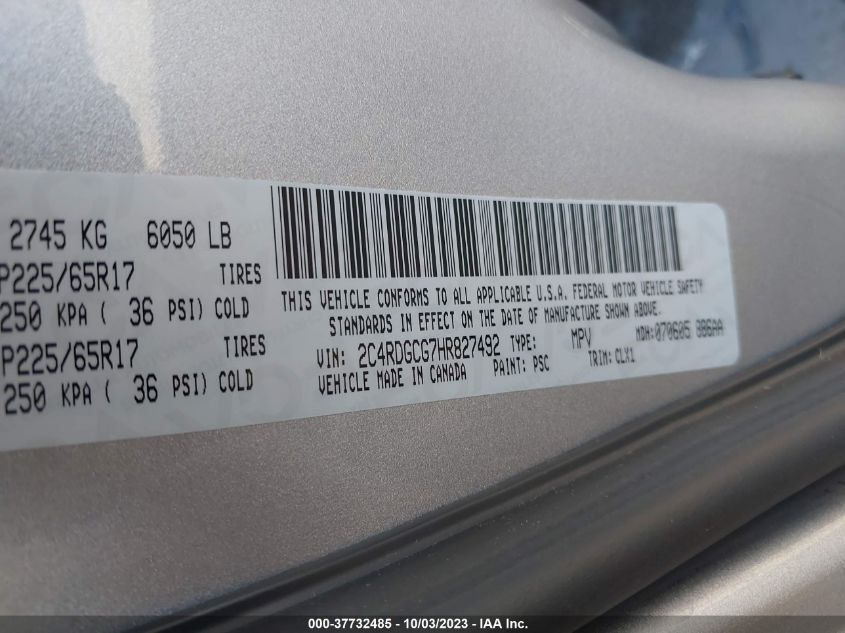 2745 KG 6050 LB
P225/65R17 TIRES
250 KPA ( 36 PSI) COLD
P225/65R17 TIRES
250 KPA ( 36 PSI) COLD
THIS VEHICLE CONFORMS TO ALL APPLICABLE U.S.A. FEDERAL MOTOR VEHICLE SAFETY
STANDARDS IN EFFECT ON THE DATE OF MANUFACTURE SHOWN ABOVE.
VIN: 2C4RDGCG7HR827492 TYPE: MPV MDH:070605 886AA
VEHICLE MADE IN CANADA PAINT: PSC TRIM: CLX1
000-37732485 - 10/03/2023 - IAA Inc.